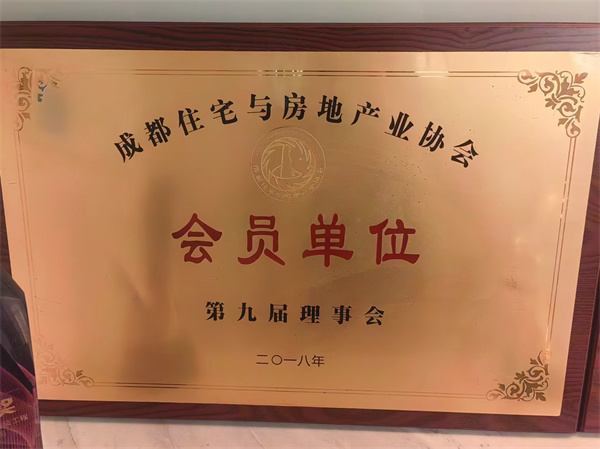 成都住宅与房地产业协会
会员单位
第九届理事会
二〇一八年